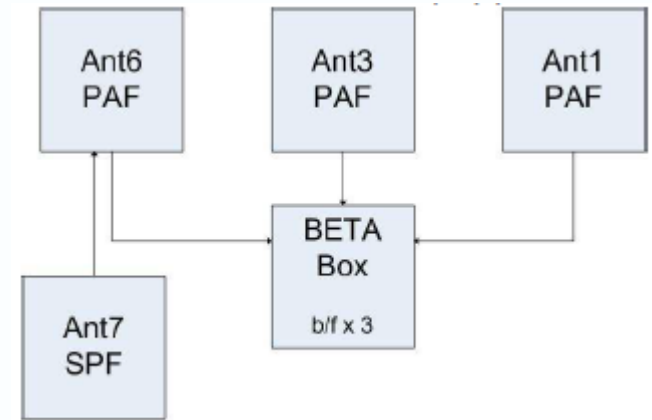 Ant6
PAF
Ant3
PAF
Ant1
PAF
BETA
Box
b/f x 3
Ant7
SPF